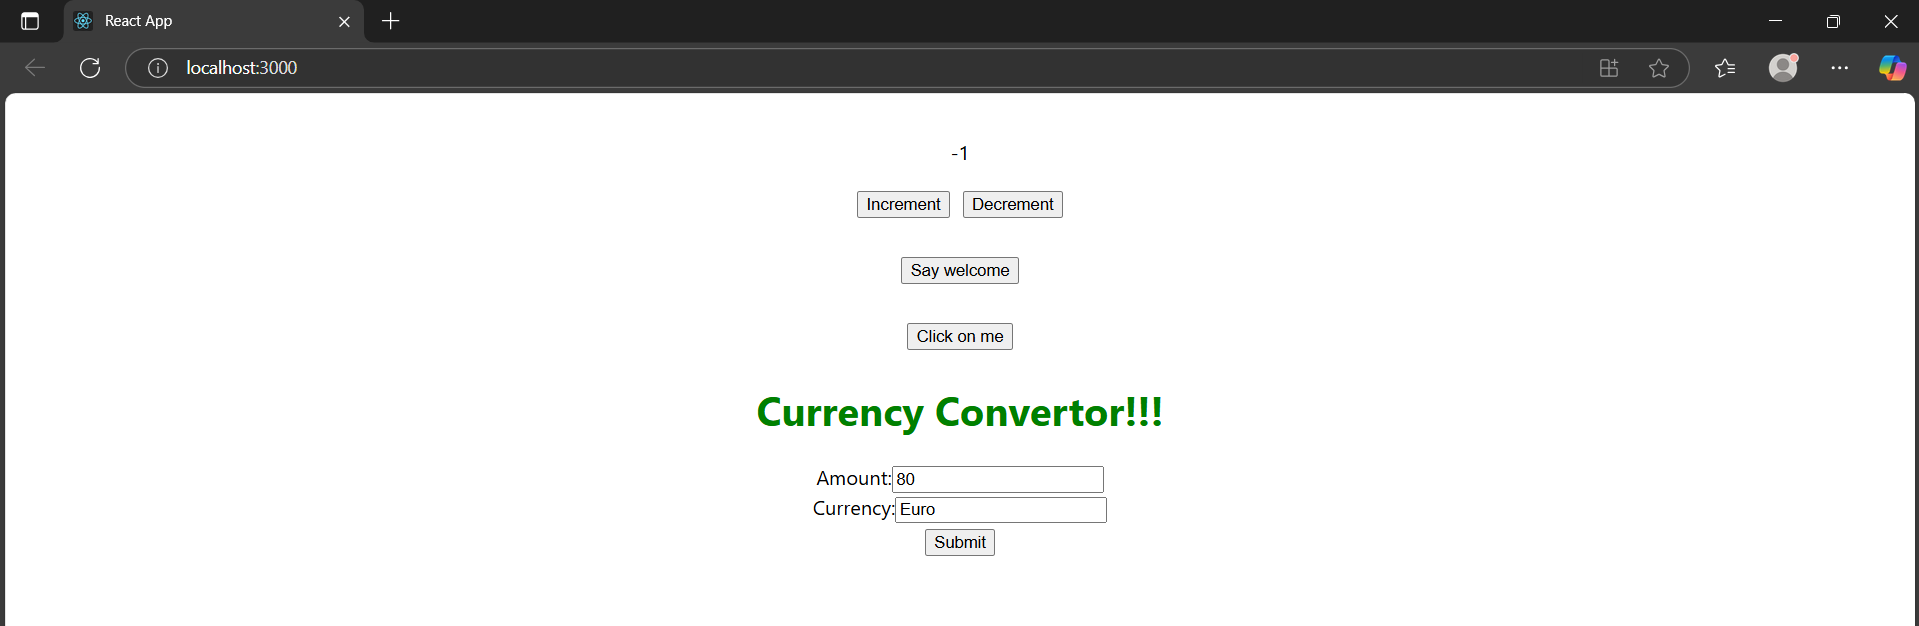 React App
localhost:3000
-1
Increment Decrement
Say welcome
Click on me
Currency Convertor!!!
Amount: 80
Currency: Euro
Submit